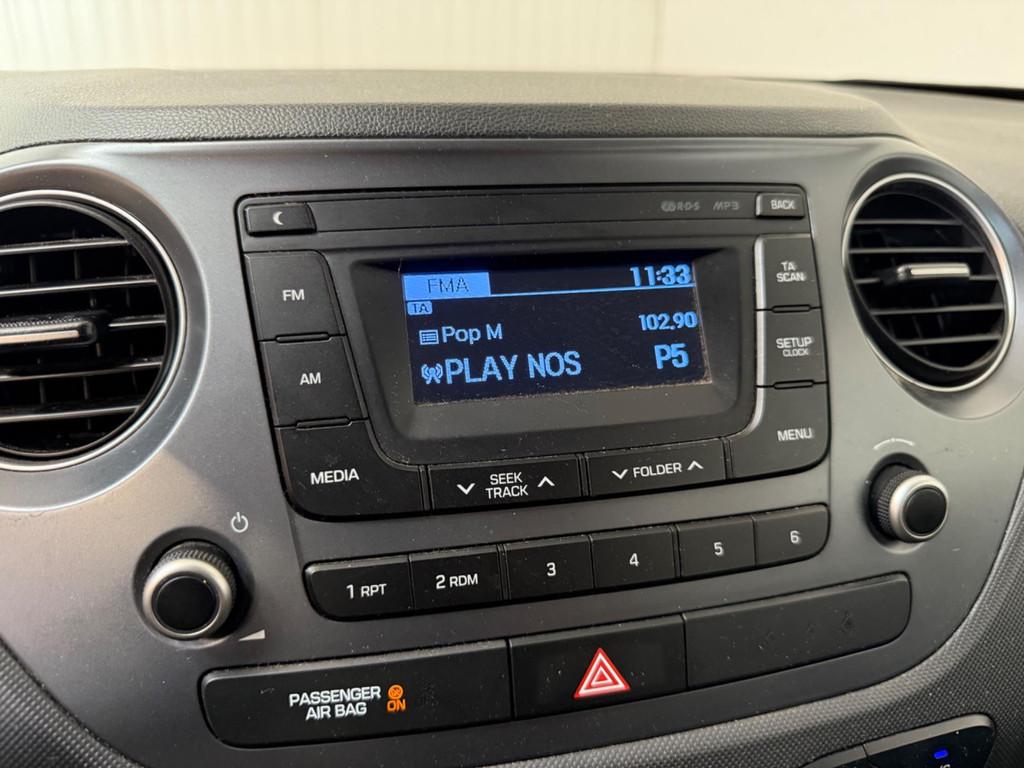 R·D·S MP3 BACK
FM
AM
MEDIA
FMA 11:33
TA
Pop M 102.90
PLAY NOS P5
TA
SCAN
SETUP
CLOCK
MENU
SEEK
TRACK
FOLDER
1 RPT 2 RDM 3 4 5 6
PASSENGER
AIR BAG
ON